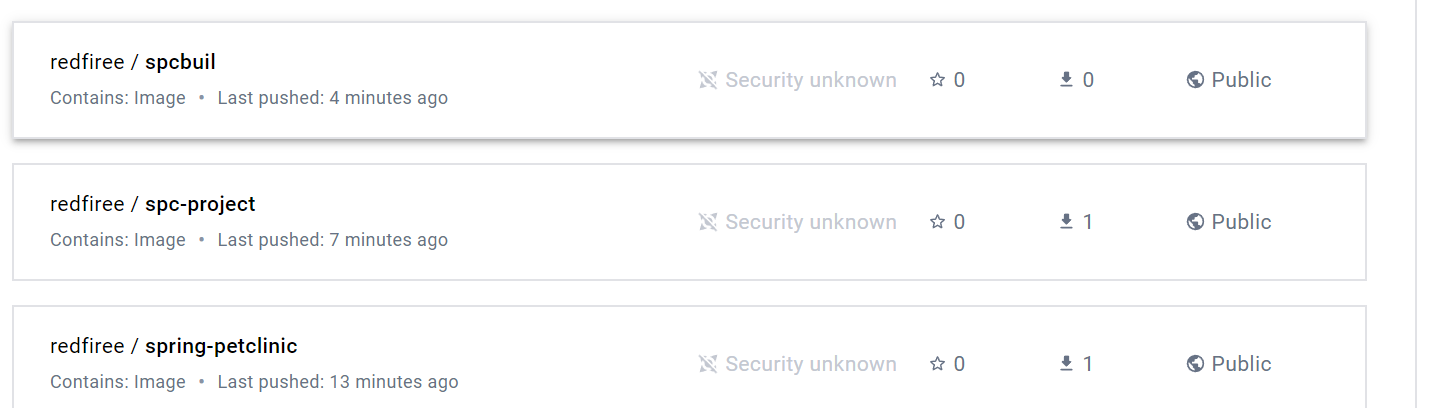 redfiree / spcbuil
Contains: Image • Last pushed: 4 minutes ago
Security unknown 0 0 Public
redfiree / spc-project
Contains: Image • Last pushed: 7 minutes ago
Security unknown 0 1 Public
redfiree / spring-petclinic
Contains: Image • Last pushed: 13 minutes ago
Security unknown 0 1 Public